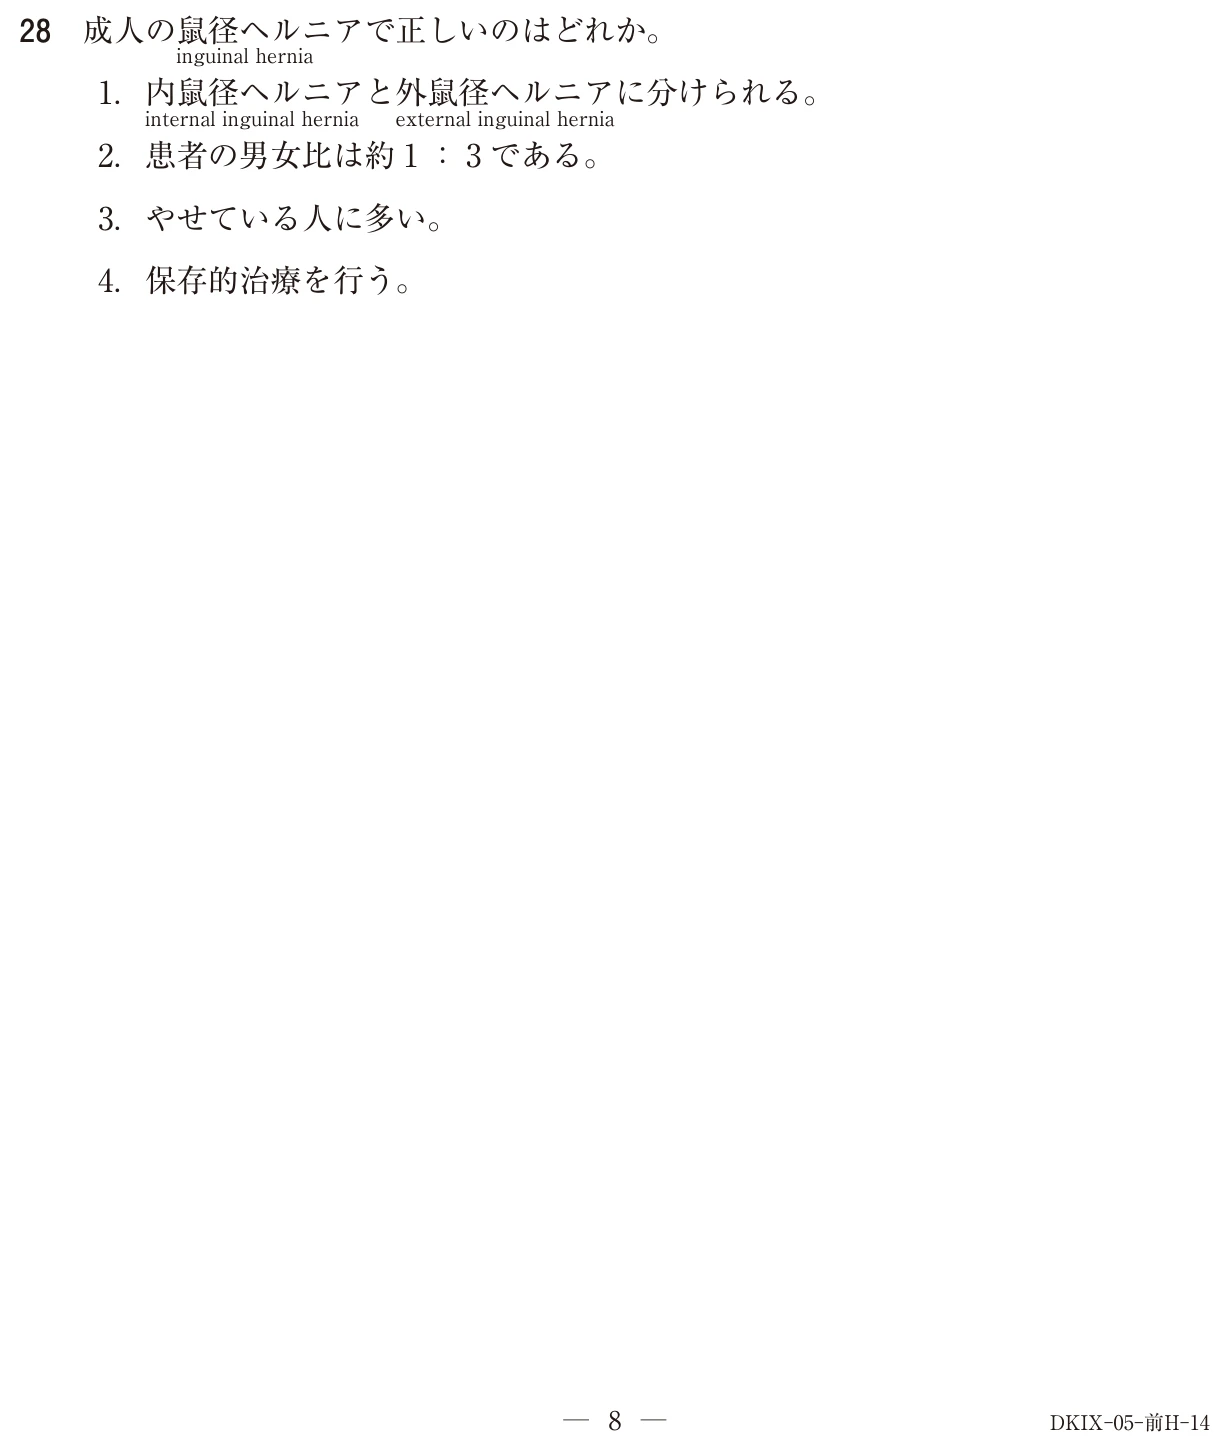 28 成人の鼠径ヘルニアで正しいのはどれか。
inguinal hernia
1. 内鼠径ヘルニアと外鼠径ヘルニアに分けられる。
internal inguinal hernia external inguinal hernia
2. 患者の男女比は約1：3である。
3. やせている人に多い。
4. 保存的治療を行う。
— 8 —
DKIX-05-前H-14